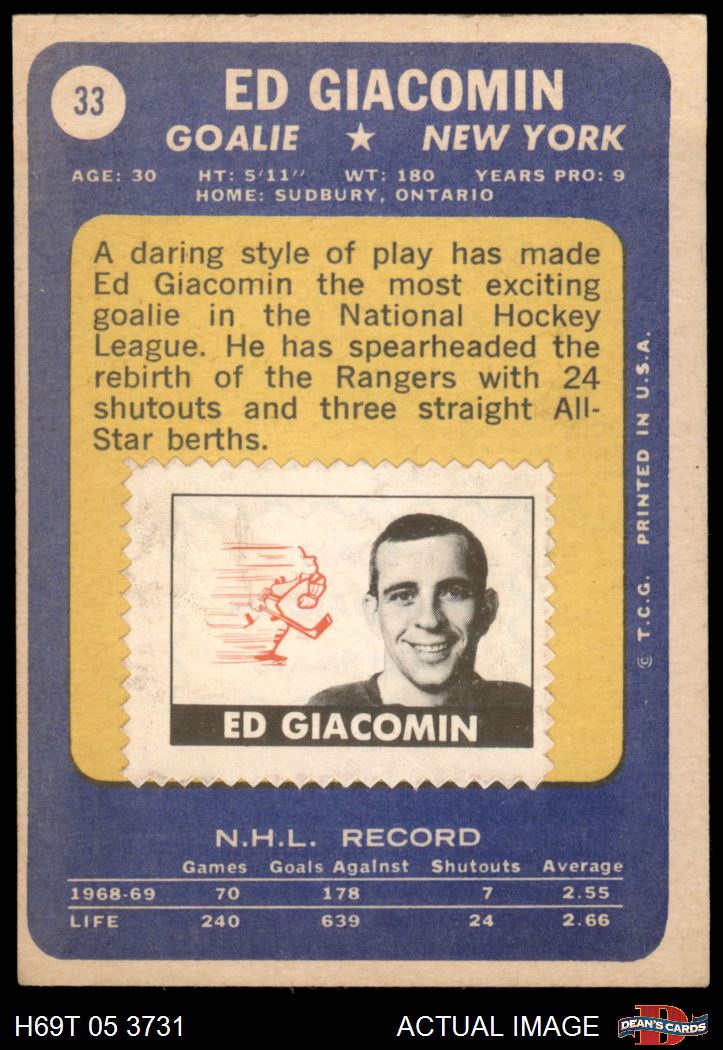 33
ED GIACOMIN
GOALIE ★ NEW YORK
AGE: 30 HT: 5'11" WT: 180 YEARS PRO: 9
HOME: SUDBURY, ONTARIO
A daring style of play has made
Ed Giacomin the most exciting
goalie in the National Hockey
League. He has spearheaded the
rebirth of the Rangers with 24
shutouts and three straight All-
Star berths.
ED GIACOMIN
© T.C.G. PRINTED IN U.S.A.
N.H.L. RECORD
Games Goals Against Shutouts Average
1968-69 70 178 7 2.55
LIFE 240 639 24 2.66
H69T 05 3731
ACTUAL IMAGE
D
DEAN'S CARDS